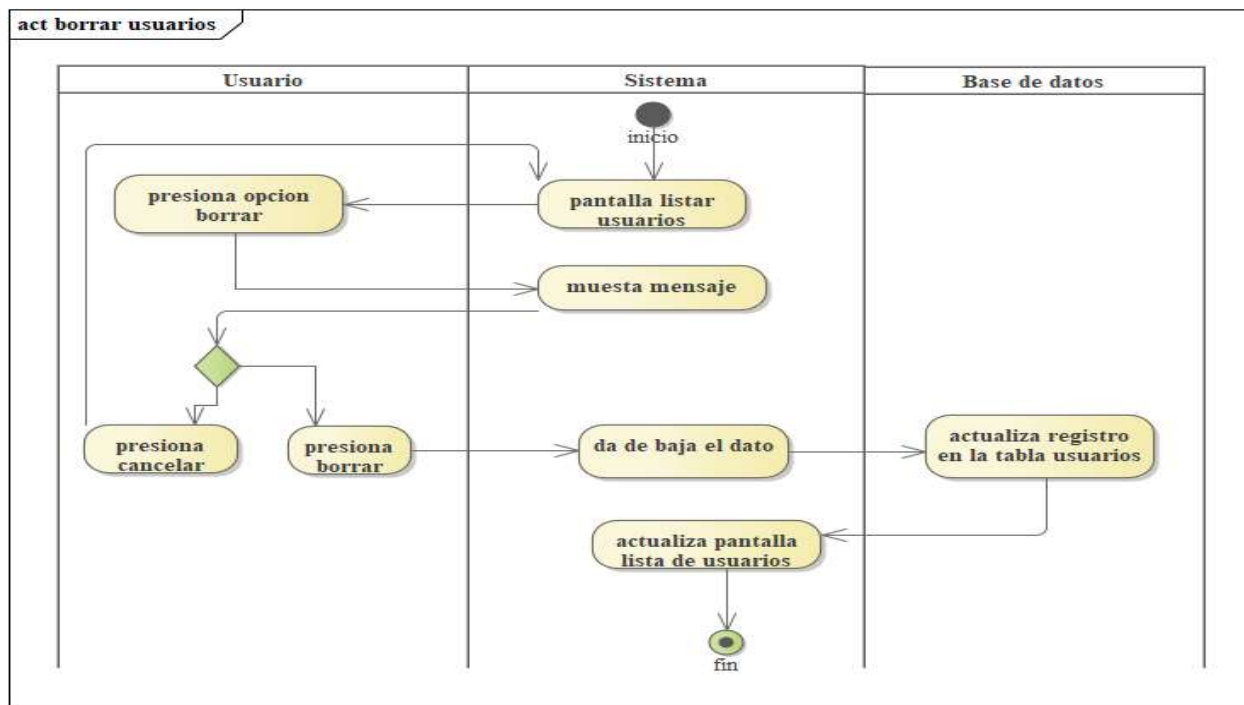 act borrar usuarios
Usuario
Sistema
Base de datos
inicio
presiona opcion
borrar
pantalla listar
usuarios
muesta mensaje
presiona
cancelar
presiona
borrar
da de baja el dato
actualiza registro
en la tabla usuarios
actualiza pantalla
lista de usuarios
fin